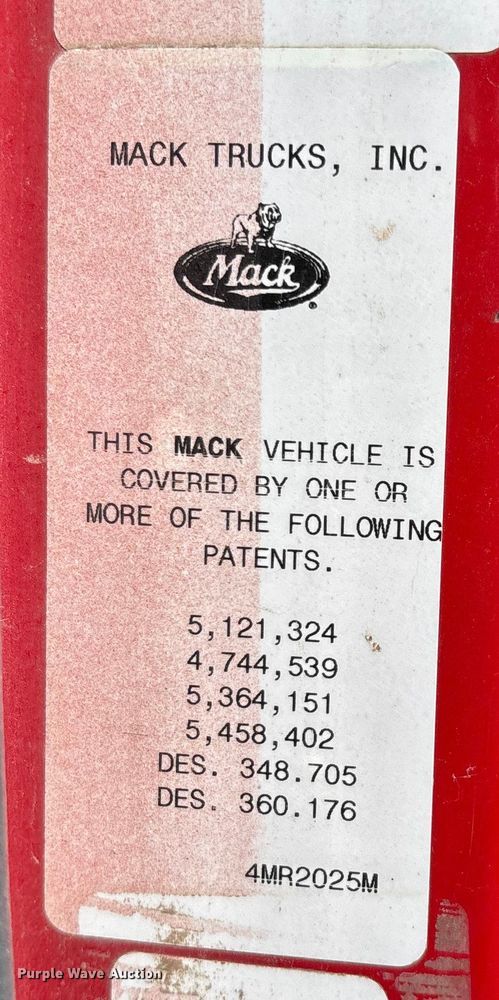 MACK TRUCKS, INC.
Mack
THIS MACK VEHICLE IS
COVERED BY ONE OR
MORE OF THE FOLLOWING
PATENTS.
5,121,324
4,744,539
5,364,151
5,458,402
DES. 348.705
DES. 360.176
4MR2025M
Purple Wave Auction